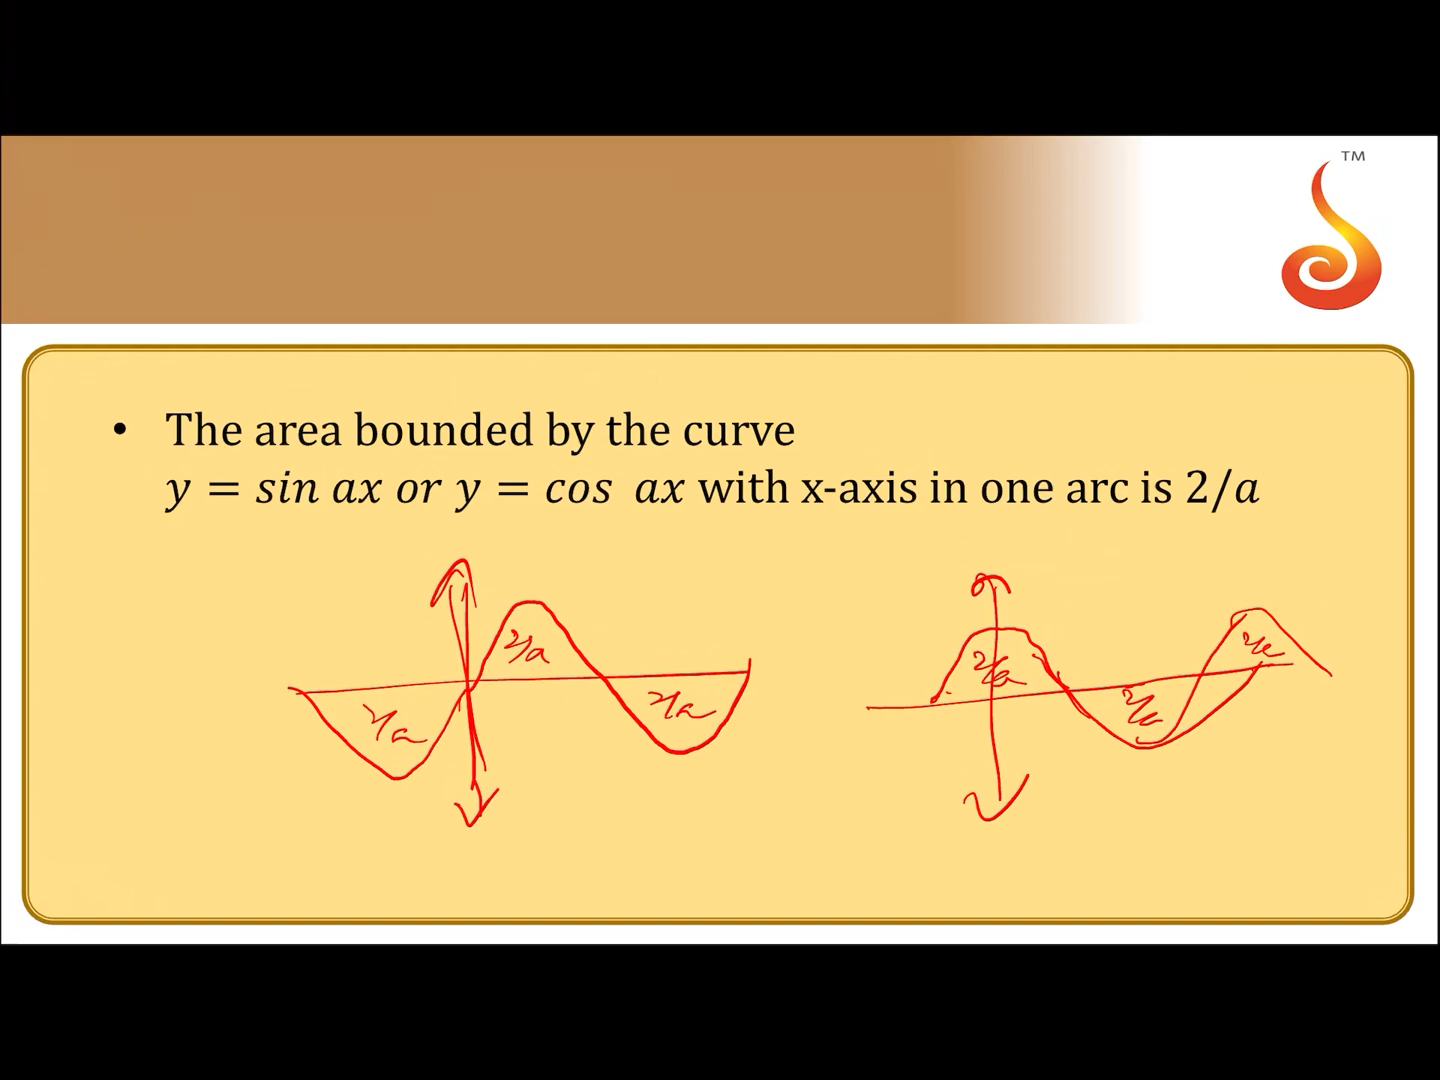 TM
• The area bounded by the curve
y = sin ax or y = cos ax with x-axis in one arc is 2/a
2/a
2/a
2/a
2/a
2/a
2/a